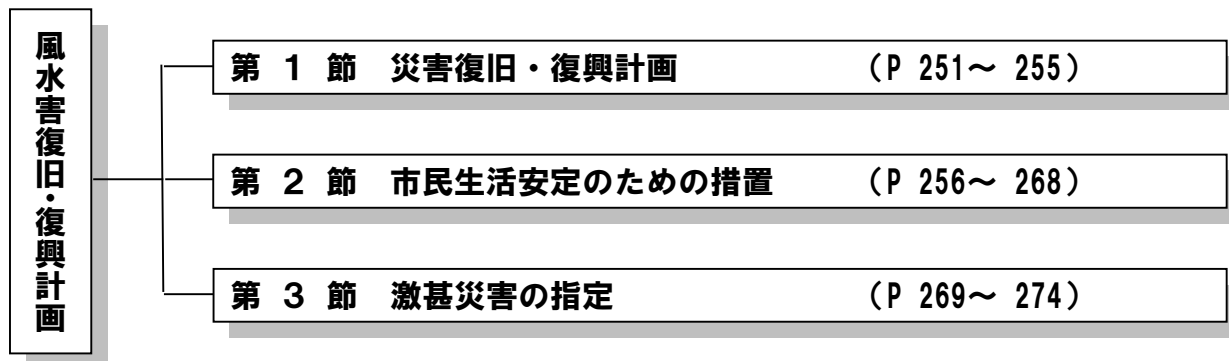 風水害復旧・復興計画
第 1 節 災害復旧・復興計画 (P 251～ 255)
第 2 節 市民生活安定のための措置 (P 256～ 268)
第 3 節 激甚災害の指定 (P 269～ 274)